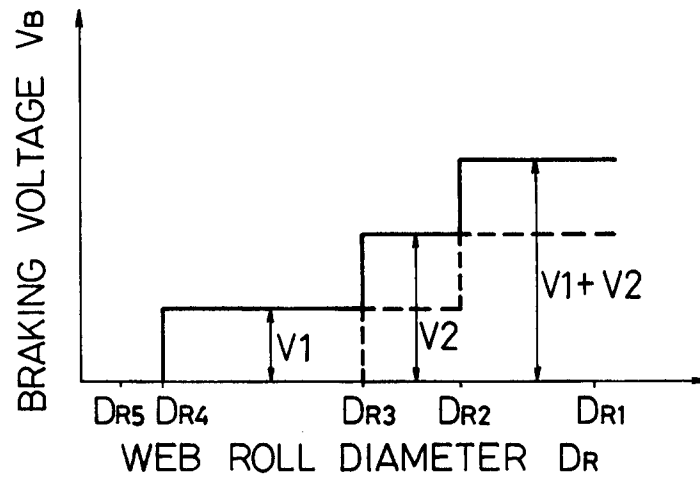 BRAKING VOLTAGE VB
V1
V2
V1+V2
DR5 DR4 DR3 DR2 DR1
WEB ROLL DIAMETER DR